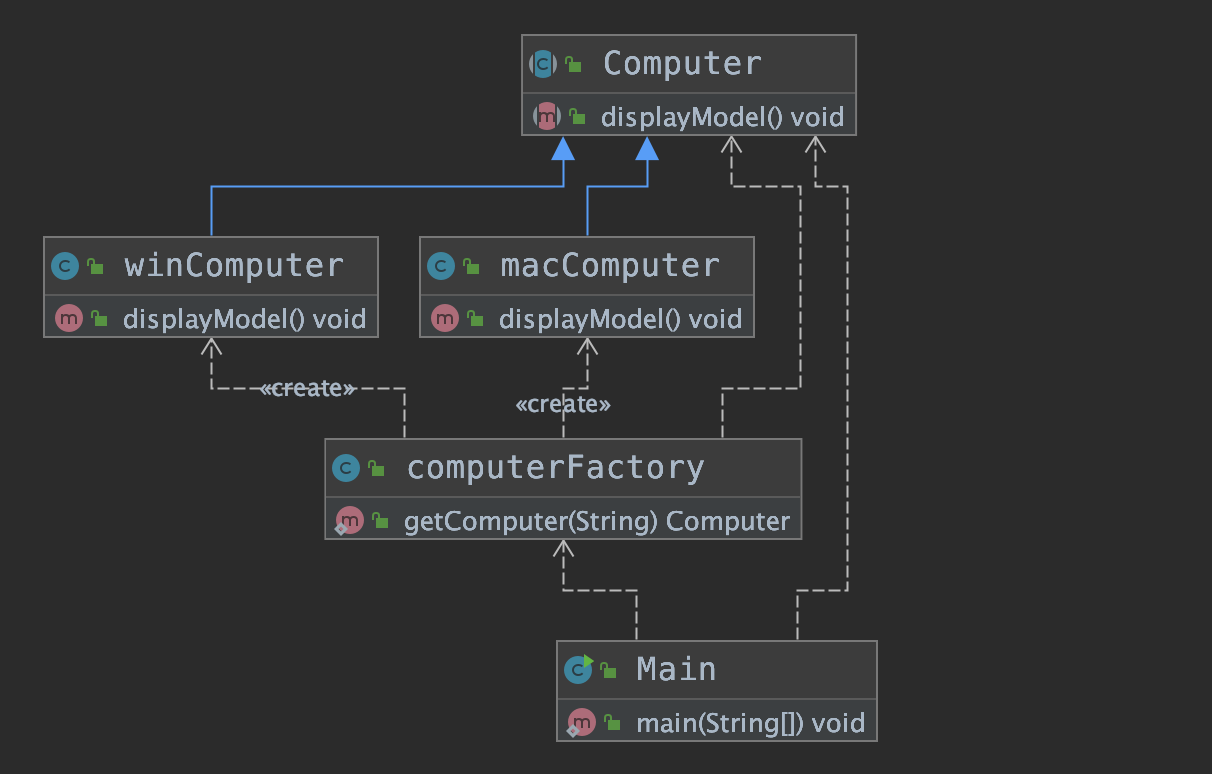 Computer
displayModel() void
winComputer
macComputer
displayModel() void
displayModel() void
«create»
«create»
computerFactory
getComputer(String) Computer
Main
main(String[]) void